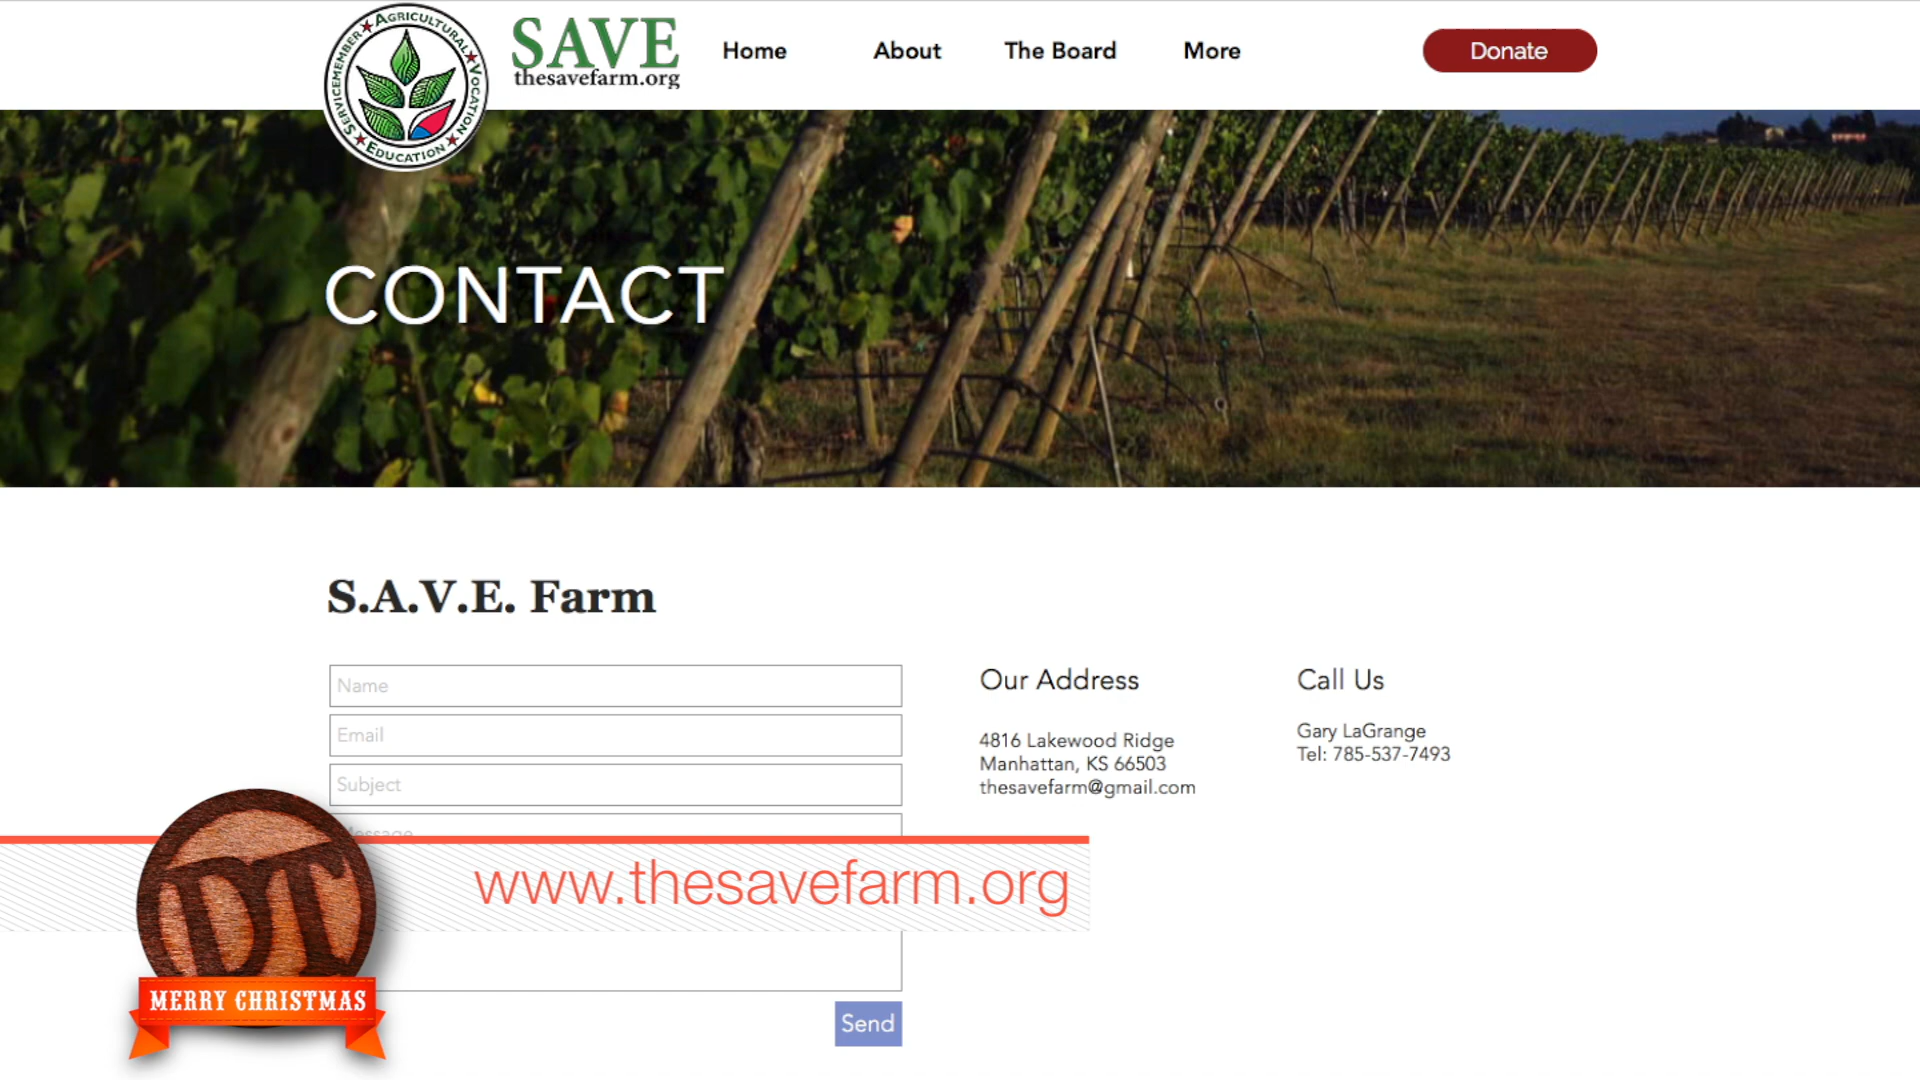 SERVICEMEMBER ★ AGRICULTURAL ★ VOCATION ★ EDUCATION ★
SAVE
thesavefarm.org
Home
About
The Board
More
Donate
CONTACT
S.A.V.E. Farm
Name
Email
Subject
Message
Our Address
4816 Lakewood Ridge
Manhattan, KS 66503
thesavefarm@gmail.com
Call Us
Gary LaGrange
Tel: 785-537-7493
www.thesavefarm.org
DT
MERRY CHRISTMAS
Send